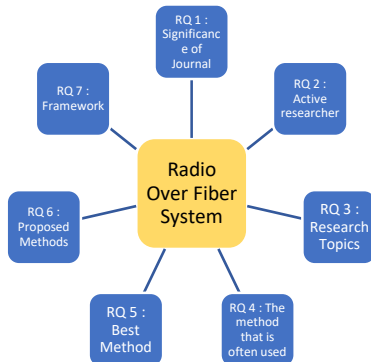 RQ 1 :
Significanc
e of
Journal
RQ 2 :
Active
researcher
RQ 3 :
Research
Topics
RQ 4 : The
method
that is
often used
RQ 5 :
Best
Method
RQ 6 :
Proposed
Methods
RQ 7 :
Framework
Radio
Over Fiber
System